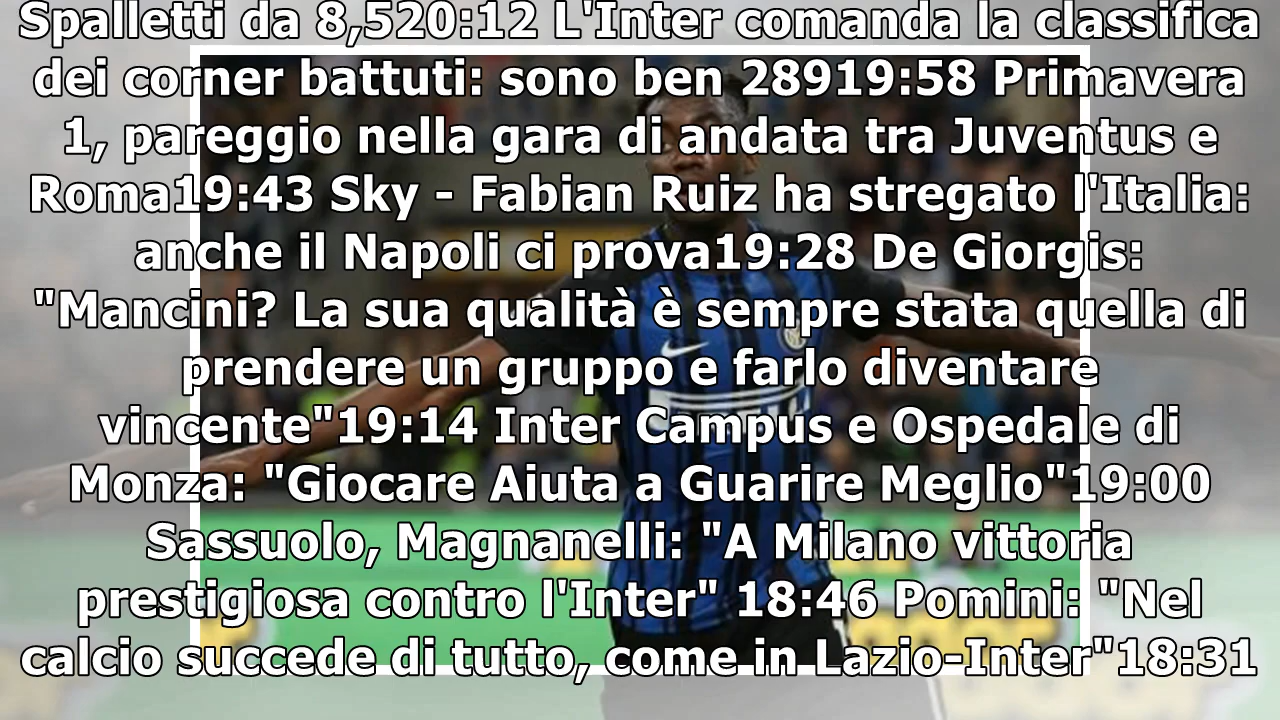 Spalletti da 8,520:12 L'Inter comanda la classifica
dei corner battuti: sono ben 28919:58 Primavera
1, pareggio nella gara di andata tra Juventus e
Roma19:43 Sky - Fabian Ruiz ha stregato l'Italia:
anche il Napoli ci prova19:28 De Giorgis:
"Mancini? La sua qualità è sempre stata quella di
prendere un gruppo e farlo diventare
vincente"19:14 Inter Campus e Ospedale di
Monza: "Giocare Aiuta a Guarire Meglio"19:00
Sassuolo, Magnanelli: "A Milano vittoria
prestigiosa contro l'Inter" 18:46 Pomini: "Nel
calcio succede di tutto, come in Lazio-Inter"18:31